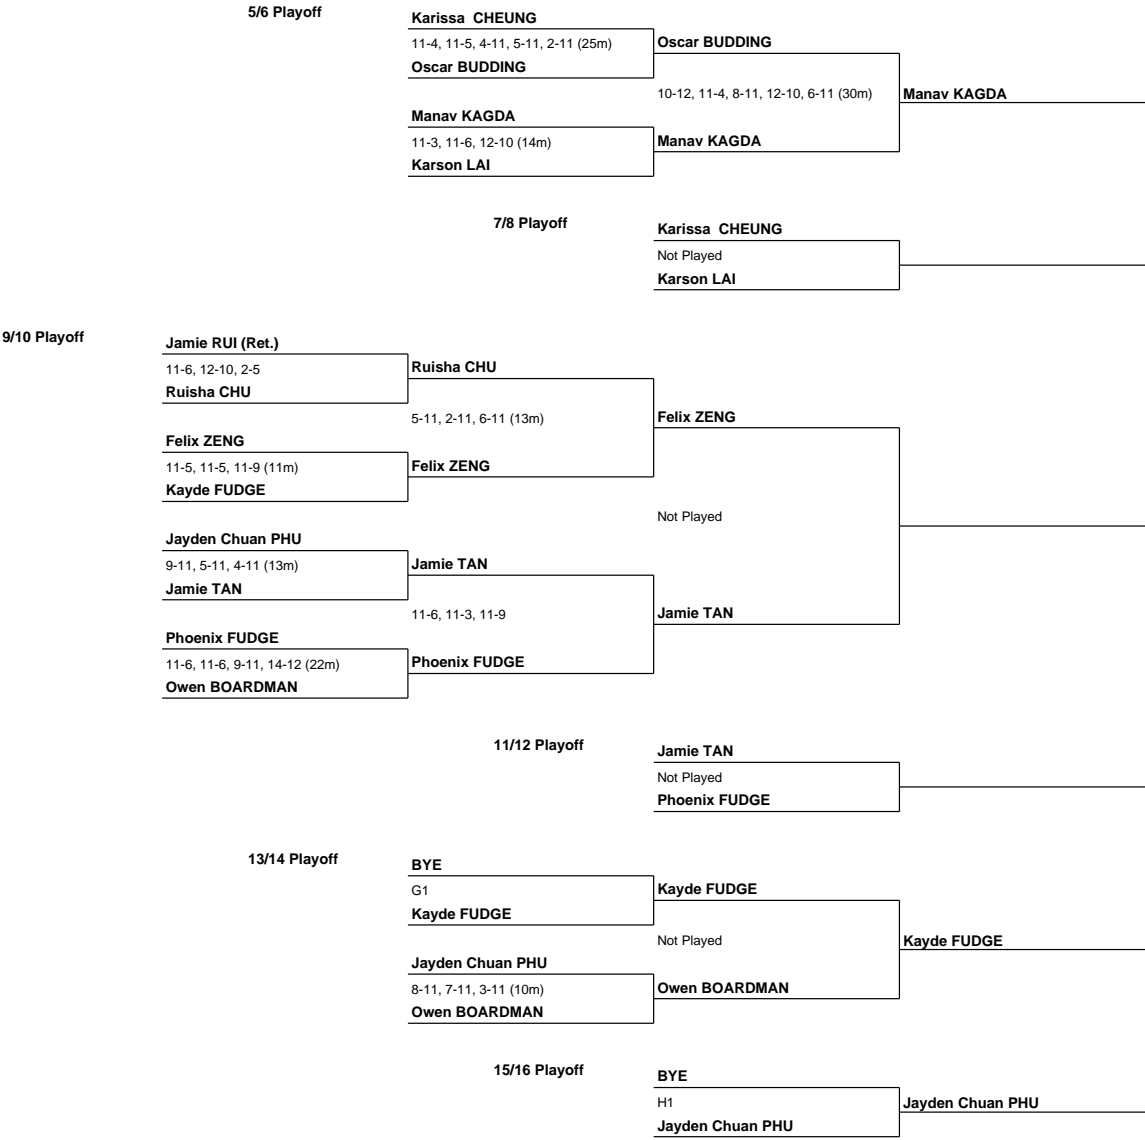 5/6 Playoff
Karissa  CHEUNG
11-4, 11-5, 4-11, 5-11, 2-11 (25m)
Oscar BUDDING
Oscar BUDDING
10-12, 11-4, 8-11, 12-10, 6-11 (30m)
Manav KAGDA
Manav KAGDA
11-3, 11-6, 12-10 (14m)
Manav KAGDA
Karson LAI
7/8 Playoff
Karissa  CHEUNG
Not Played
Karson LAI
9/10 Playoff
Jamie RUI (Ret.)
11-6, 12-10, 2-5
Ruisha CHU
Ruisha CHU
5-11, 2-11, 6-11 (13m)
Felix ZENG
Felix ZENG
11-5, 11-5, 11-9 (11m)
Felix ZENG
Kayde FUDGE
Not Played
Jayden Chuan PHU
9-11, 5-11, 4-11 (13m)
Jamie TAN
Jamie TAN
11-6, 11-3, 11-9
Jamie TAN
Phoenix FUDGE
11-6, 11-6, 9-11, 14-12 (22m)
Phoenix FUDGE
Owen BOARDMAN
11/12 Playoff
Jamie TAN
Not Played
Phoenix FUDGE
13/14 Playoff
BYE
G1
Kayde FUDGE
Kayde FUDGE
Not Played
Kayde FUDGE
Jayden Chuan PHU
8-11, 7-11, 3-11 (10m)
Owen BOARDMAN
Owen BOARDMAN
15/16 Playoff
BYE
H1
Jayden Chuan PHU
Jayden Chuan PHU